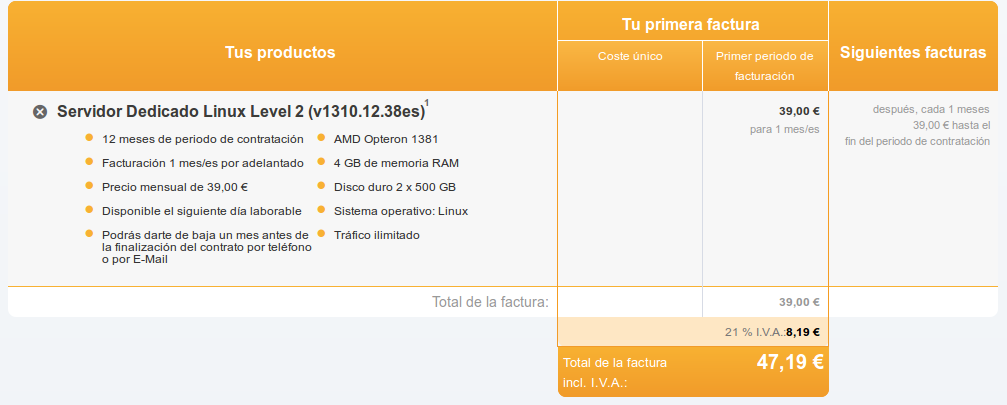 Tus productos
Tu primera factura
Coste único
Primer periodo de
facturación
Siguientes facturas
Servidor Dedicado Linux Level 2 (v1310.12.38es)1
12 meses de periodo de contratación
Facturación 1 mes/es por adelantado
Precio mensual de 39,00 €
Disponible el siguiente día laborable
Podrás darte de baja un mes antes de
la finalización del contrato por teléfono
o por E-Mail
AMD Opteron 1381
4 GB de memoria RAM
Disco duro 2 x 500 GB
Sistema operativo: Linux
Tráfico ilimitado
39,00 €
para 1 mes/es
después, cada 1 meses
39,00 € hasta el
fin del periodo de contratación
Total de la factura:
39,00 €
21 % I.V.A.:8,19 €
Total de la factura
incl. I.V.A.:
47,19 €